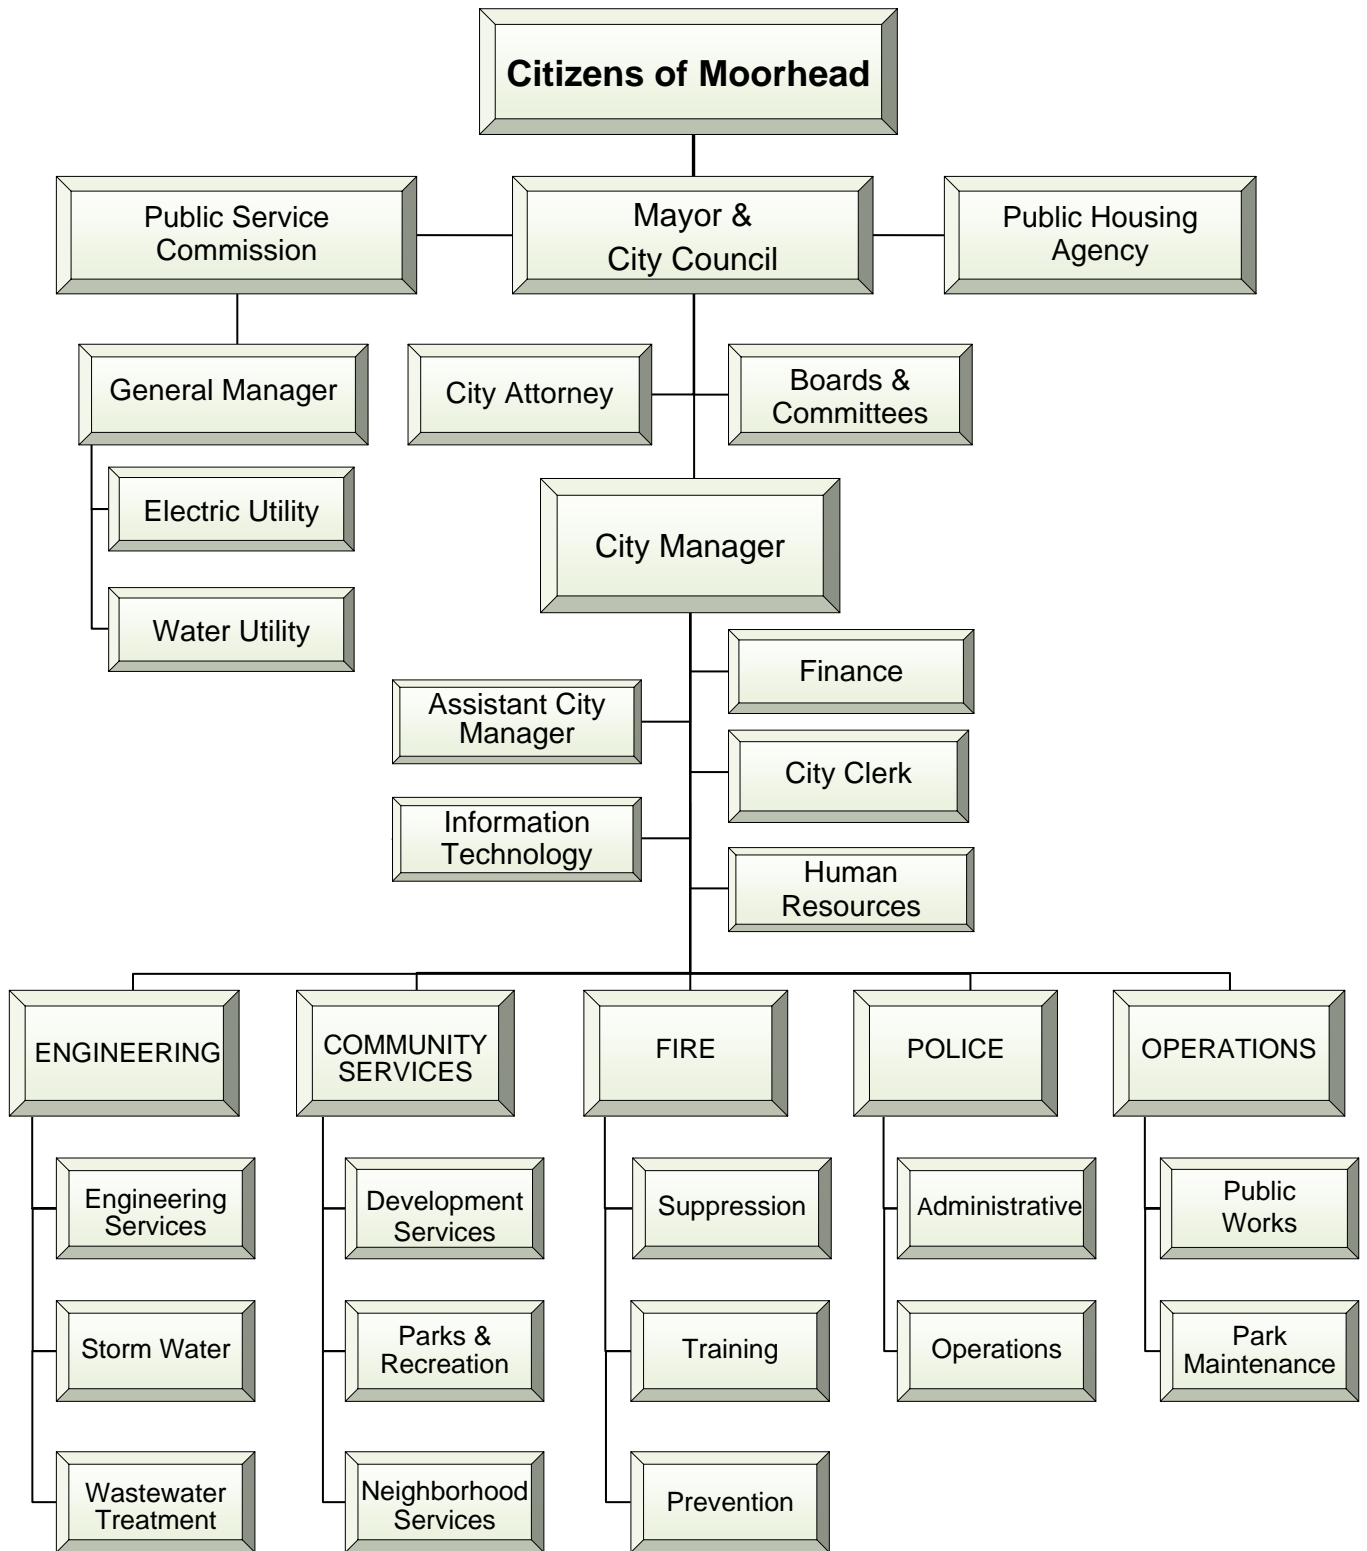 Citizens of Moorhead
Public Service
Commission
Mayor &
City Council
Public Housing
Agency
General Manager
City Attorney
Boards &
Committees
Electric Utility
City Manager
Water Utility
Finance
Assistant City
Manager
City Clerk
Information
Technology
Human
Resources
ENGINEERING
COMMUNITY
SERVICES
FIRE
POLICE
OPERATIONS
Engineering
Services
Development
Services
Suppression
Administrative
Public
Works
Storm Water
Parks &
Recreation
Training
Operations
Park
Maintenance
Wastewater
Treatment
Neighborhood
Services
Prevention